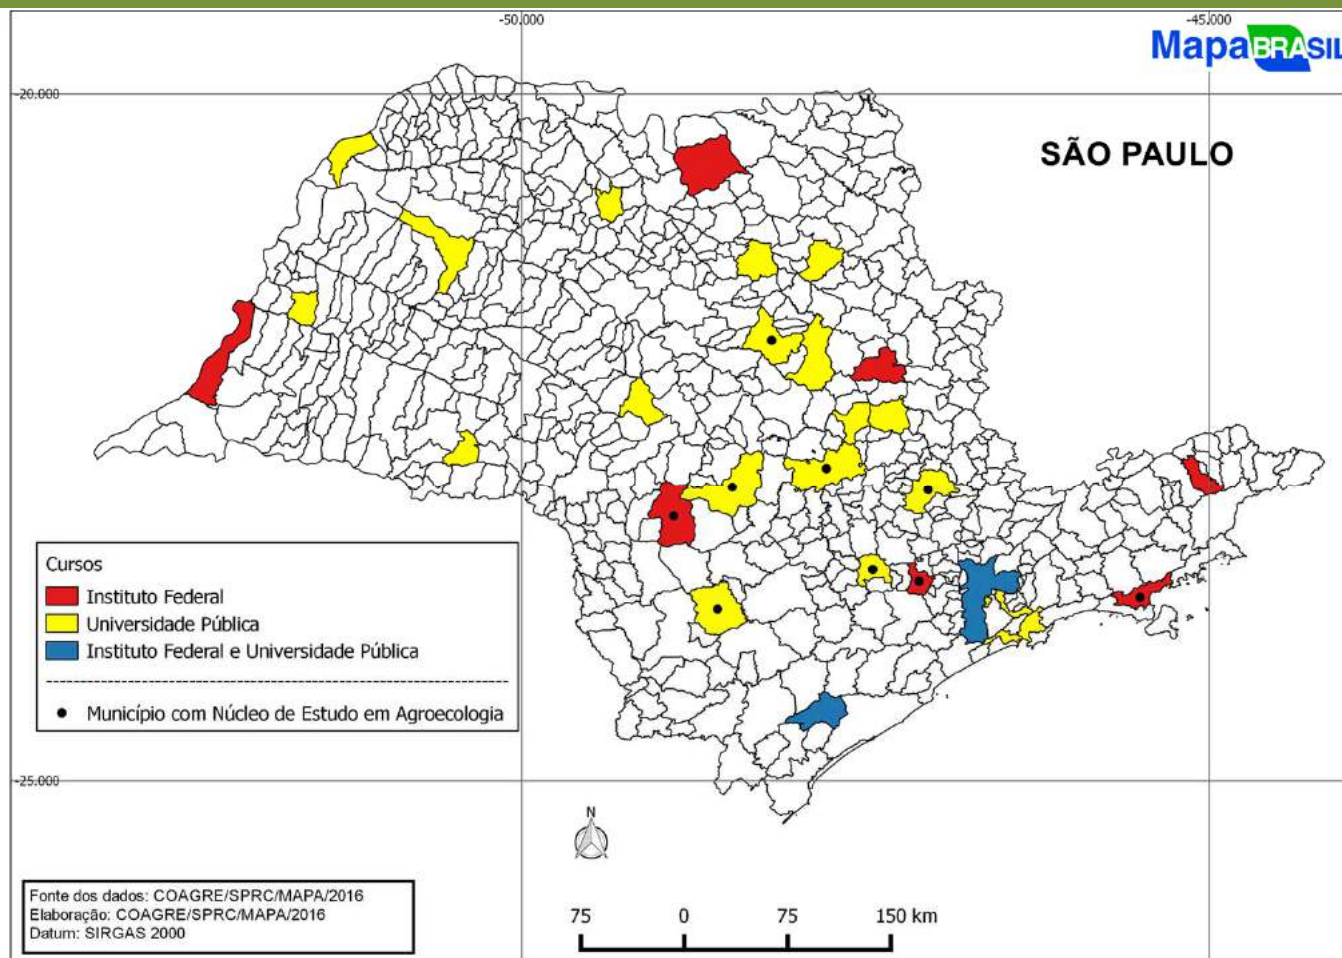 -50.000
-45.000
MapaBRASIL
-20.000
SÃO PAULO
Cursos
Instituto Federal
Universidade Pública
Instituto Federal e Universidade Pública
Município com Núcleo de Estudo em Agroecologia
-25.000
N
Fonte dos dados: COAGRE/SPRC/MAPA/2016
Elaboração: COAGRE/SPRC/MAPA/2016
Datum: SIRGAS 2000
75 0 75 150 km